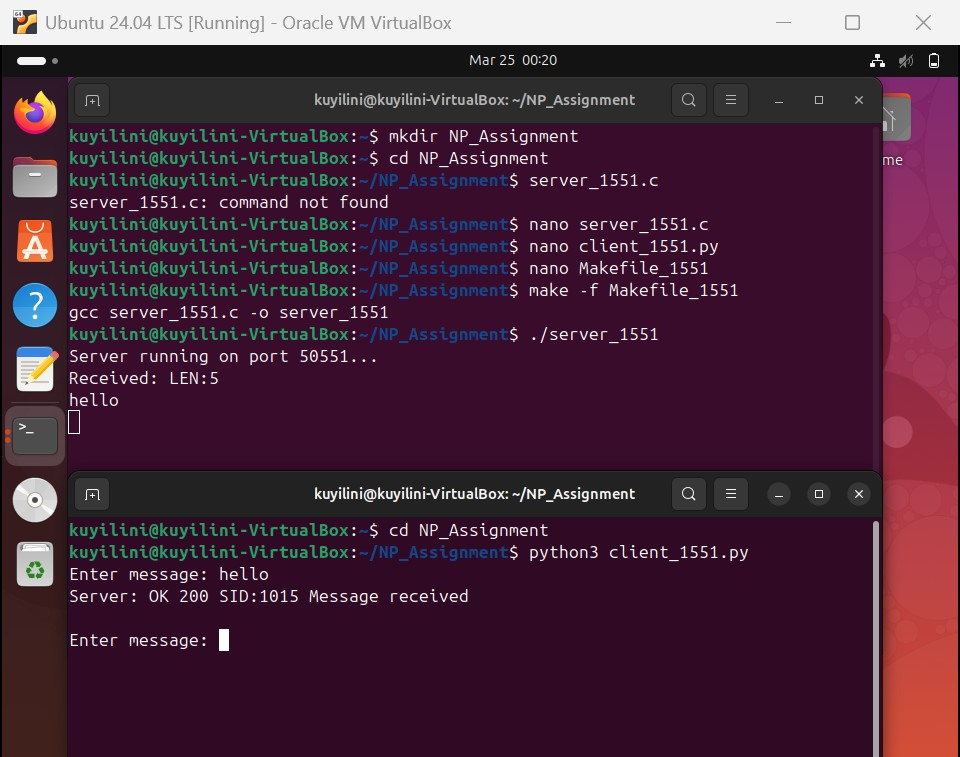 Ubuntu 24.04 LTS [Running] - Oracle VM VirtualBox
Mar 25 00:20
kuyilini@kuyilini-VirtualBox: ~/NP_Assignment
kuyilini@kuyilini-VirtualBox:~$ mkdir NP_Assignment
kuyilini@kuyilini-VirtualBox:~$ cd NP_Assignment
kuyilini@kuyilini-VirtualBox:~/NP_Assignment$ server_1551.c
server_1551.c: command not found
kuyilini@kuyilini-VirtualBox:~/NP_Assignment$ nano server_1551.c
kuyilini@kuyilini-VirtualBox:~/NP_Assignment$ nano client_1551.py
kuyilini@kuyilini-VirtualBox:~/NP_Assignment$ nano Makefile_1551
kuyilini@kuyilini-VirtualBox:~/NP_Assignment$ make -f Makefile_1551
gcc server_1551.c -o server_1551
kuyilini@kuyilini-VirtualBox:~/NP_Assignment$ ./server_1551
Server running on port 50551...
Received: LEN:5
hello
me
kuyilini@kuyilini-VirtualBox: ~/NP_Assignment
kuyilini@kuyilini-VirtualBox:~$ cd NP_Assignment
kuyilini@kuyilini-VirtualBox:~/NP_Assignment$ python3 client_1551.py
Enter message: hello
Server: OK 200 SID:1015 Message received
Enter message: